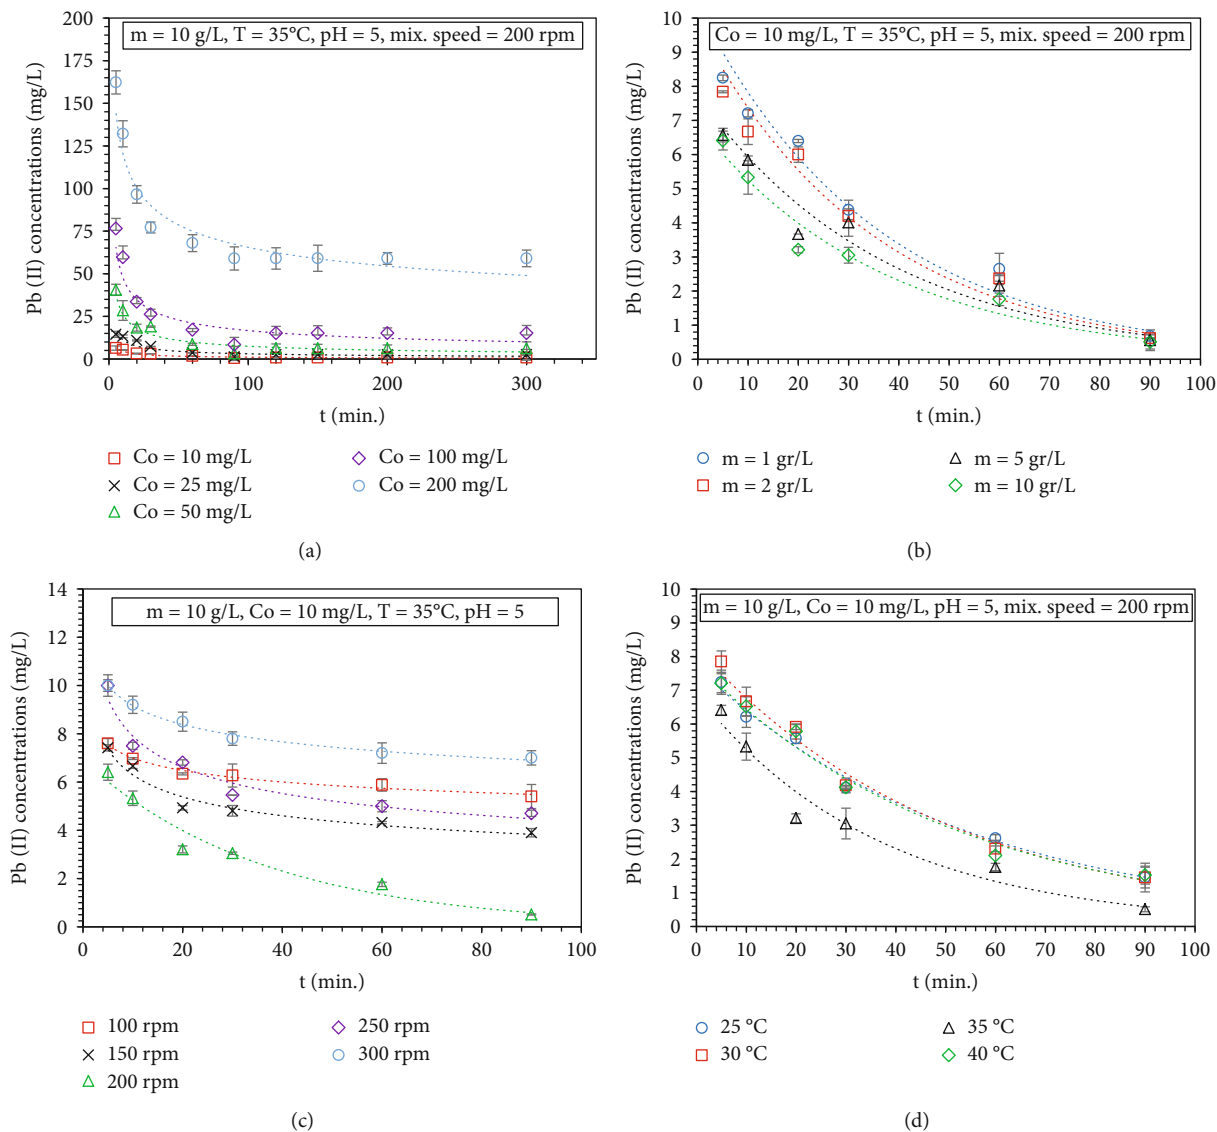 m = 10 g/L, T = 35°C, pH = 5, mix. speed = 200 rpm
Pb (II) concentrations (mg/L)
200
175
150
125
100
75
50
25
0
0 100 200 300
t (min.)
Co = 10 mg/L
Co = 100 mg/L
Co = 25 mg/L
Co = 200 mg/L
Co = 50 mg/L
(a)
Co = 10 mg/L, T = 35°C, pH = 5, mix. speed = 200 rpm
Pb (II) concentrations (mg/L)
10
9
8
7
6
5
4
3
2
1
0
0 10 20 30 40 50 60 70 80 90 100
t (min.)
m = 1 gr/L
m = 5 gr/L
m = 2 gr/L
m = 10 gr/L
(b)
m = 10 g/L, Co = 10 mg/L, T = 35°C, pH = 5
Pb (II) concentrations (mg/L)
14
12
10
8
6
4
2
0
0 20 40 60 80 100
t (min.)
100 rpm
250 rpm
150 rpm
300 rpm
200 rpm
(c)
m = 10 g/L, Co = 10 mg/L, pH = 5, mix. speed = 200 rpm
Pb (II) concentrations (mg/L)
10
9
8
7
6
5
4
3
2
1
0
0 10 20 30 40 50 60 70 80 90 100
t (min.)
25 °C
35 °C
30 °C
40 °C
(d)